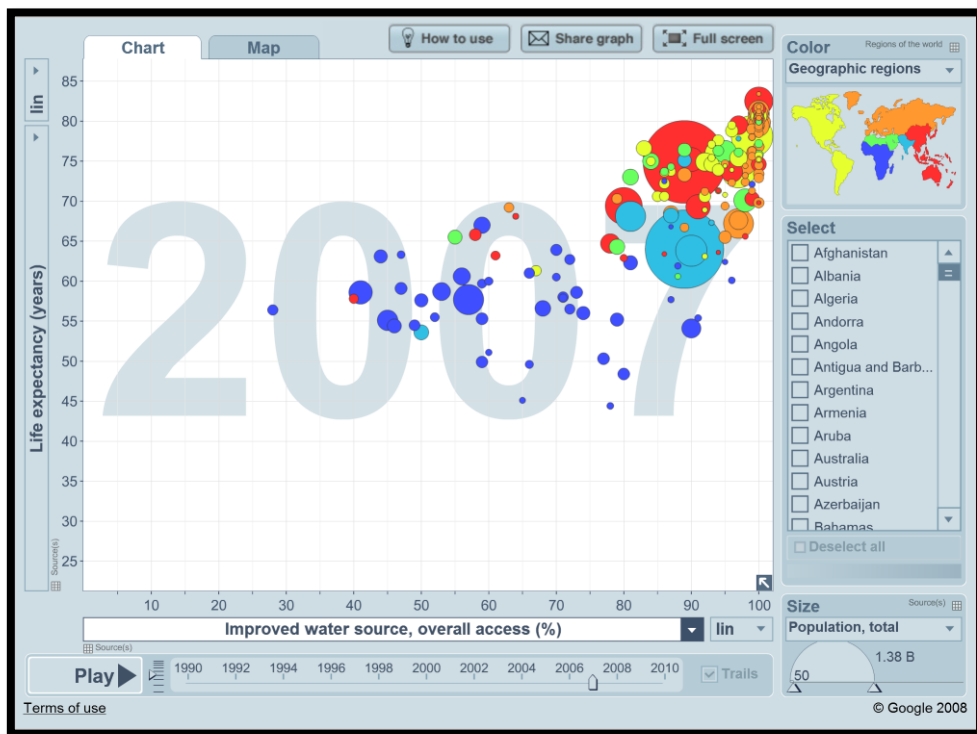 Chart
Map
How to use
Share graph
Full screen
Color
Regions of the world
Geographic regions
lin
Life expectancy (years)
Source(s)
85
80
75
70
65
60
55
50
45
40
35
30
25
2007
10 20 30 40 50 60 70 80 90 100
Improved water source, overall access (%)
lin
Source(s)
Select
Afghanistan
Albania
Algeria
Andorra
Angola
Antigua and Barb...
Argentina
Armenia
Aruba
Australia
Austria
Azerbaijan
Bahamas
Deselect all
Size
Source(s)
Population, total
1.38 B
50
Play
1990 1992 1994 1996 1998 2000 2002 2004 2006 2008 2010
Trails
Terms of use
© Google 2008